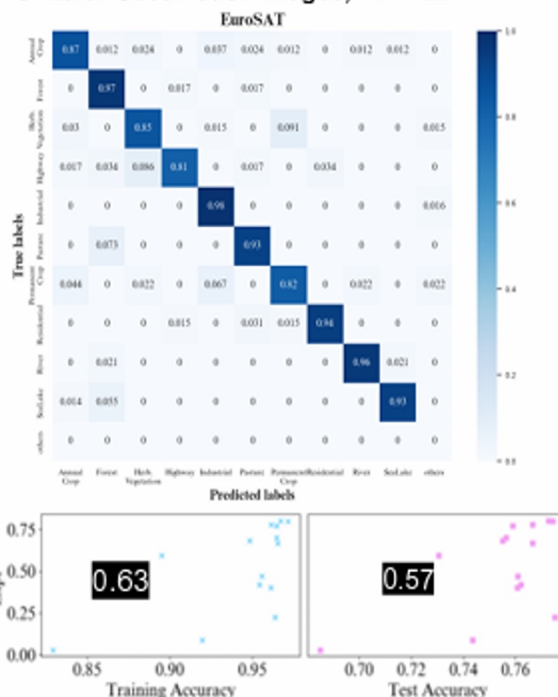 EuroSAT
Annual Crop 0.87 0.012 0.024 0 0.037 0.024 0.012 0 0.012 0.012 0
Forest 0 0.97 0 0.017 0 0.017 0 0 0 0 0
Herb Vegetation 0.03 0 0.85 0 0.015 0 0.091 0 0 0 0.015
Highway 0.017 0.034 0.086 0.81 0 0.017 0 0.034 0 0 0
Industrial 0 0 0 0 0.98 0 0 0 0 0 0.016
Pasture 0 0.073 0 0 0 0.93 0 0 0 0 0
Permanent Crop 0.044 0 0.022 0 0.067 0 0.82 0 0.022 0 0.022
Residential 0 0 0 0.015 0 0.031 0.015 0.94 0 0 0
River 0 0.021 0 0 0 0 0 0 0.96 0.021 0
SeaLake 0.014 0.055 0 0 0 0 0 0 0 0.93 0
others 0 0 0 0 0 0 0 0 0 0 0
True labels
Annual Crop Forest Herb Vegetation Highway Industrial Pasture Permanent Crop Residential River SeaLake others
Predicted labels
1.0
0.8
0.6
0.4
0.2
0.0
0.75
0.50
0.25
0.00
0.63
0.57
0.85 0.90 0.95
0.70 0.72 0.74 0.76
Training Accuracy
Test Accuracy